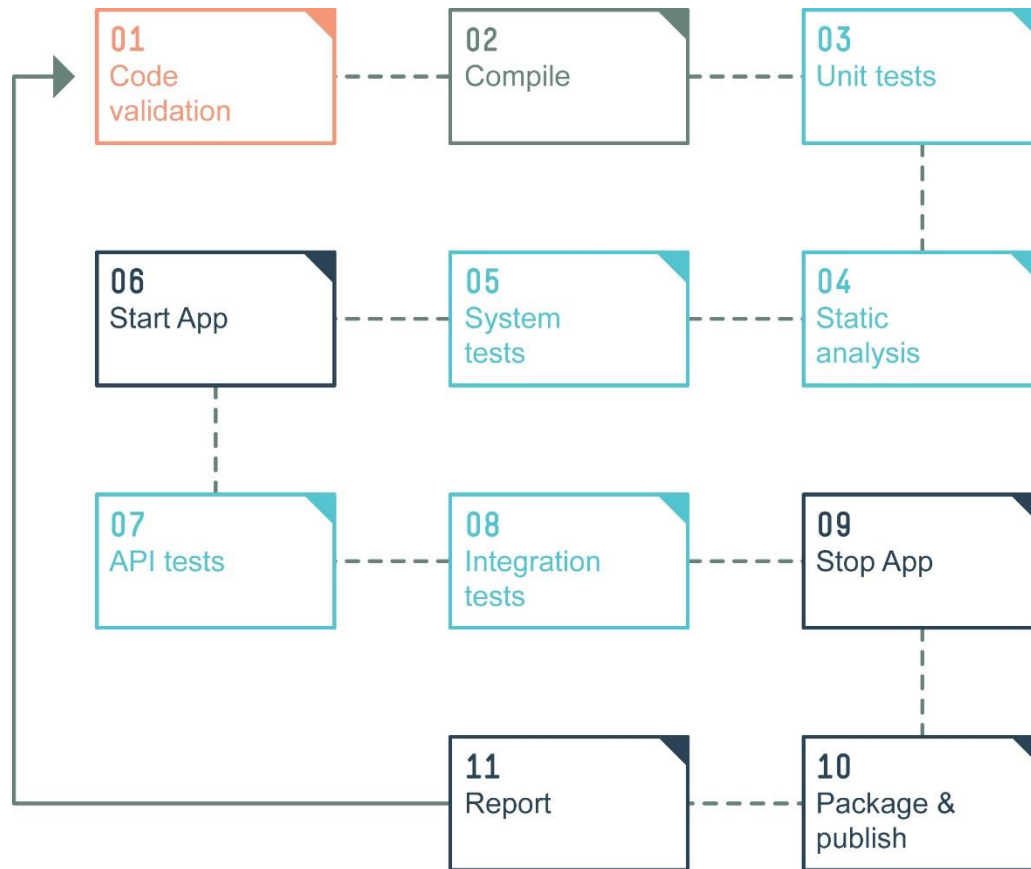 01
Code
validation
02
Compile
03
Unit tests
04
Static
analysis
05
System
tests
06
Start App
07
API tests
08
Integration
tests
09
Stop App
10
Package &
publish
11
Report